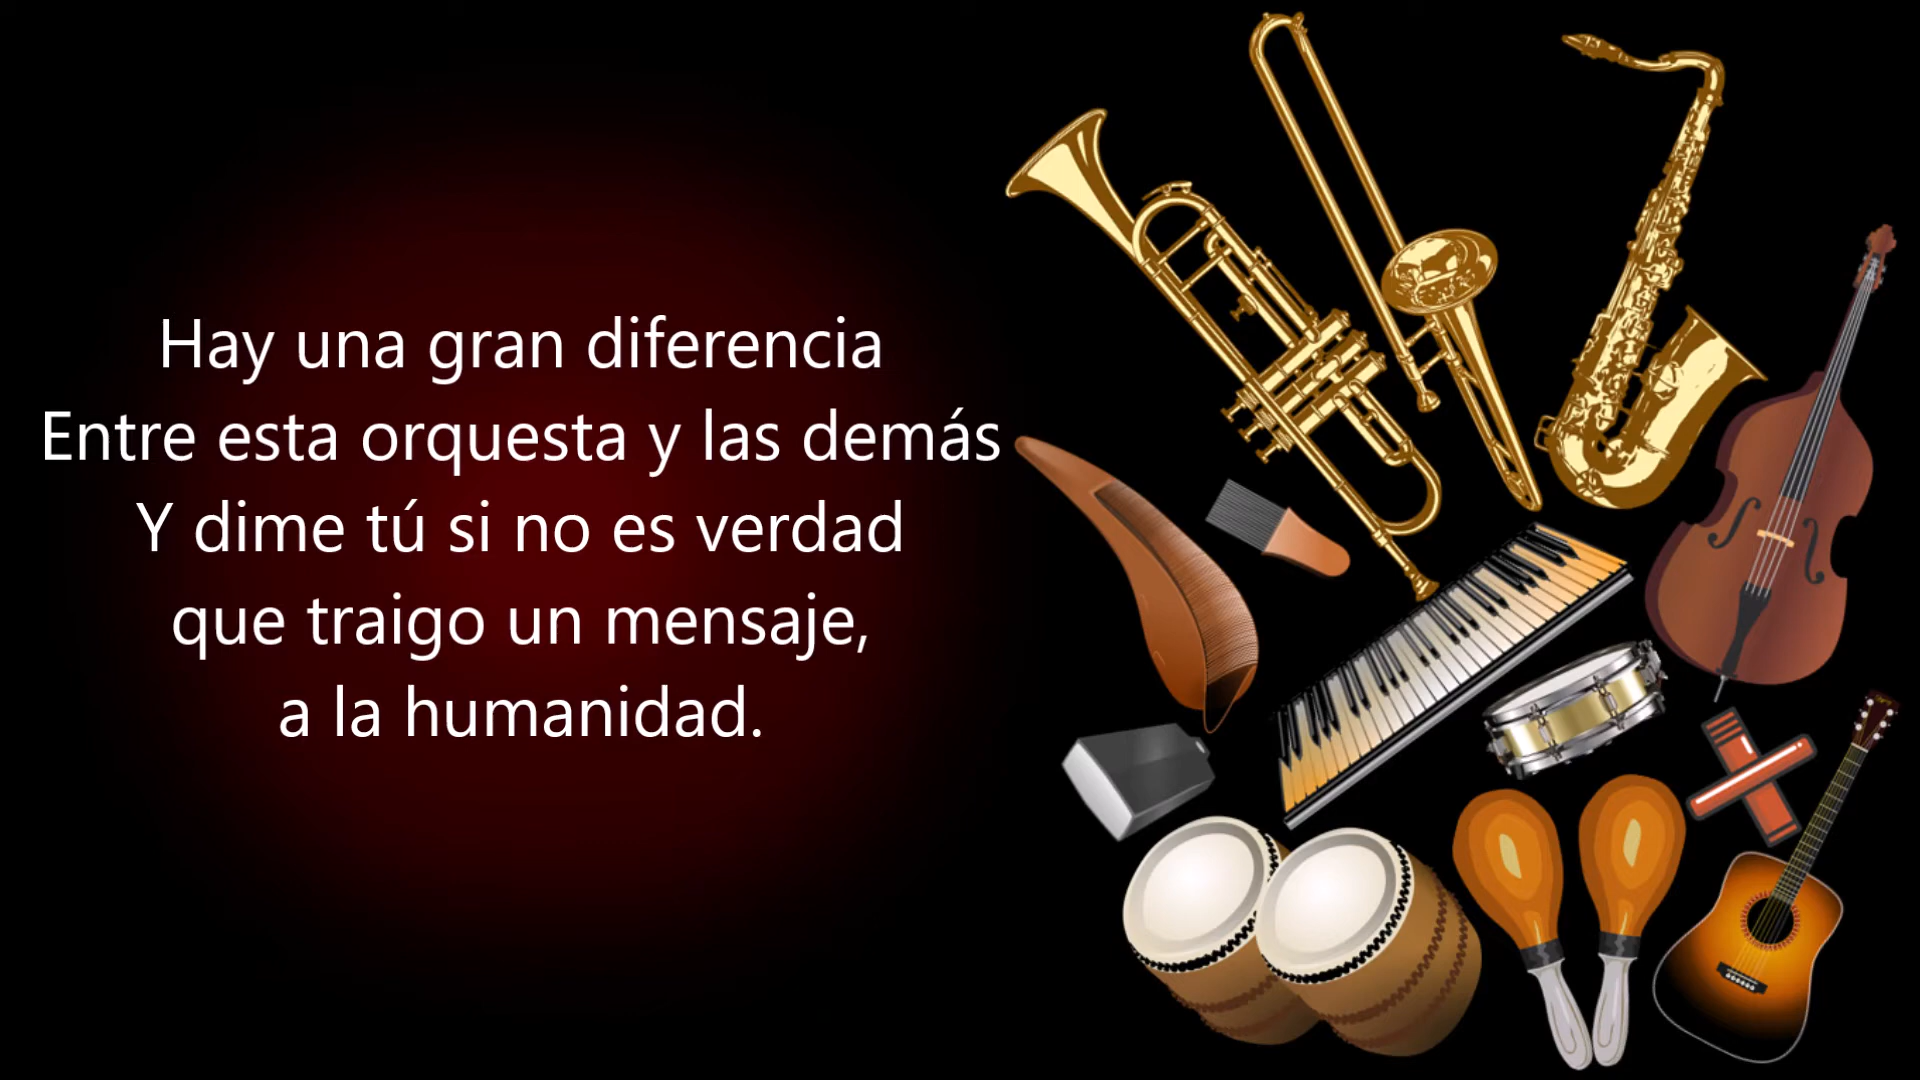 Hay una gran diferencia
Entre esta orquesta y las demás
Y dime tú si no es verdad
que traigo un mensaje,
a la humanidad.